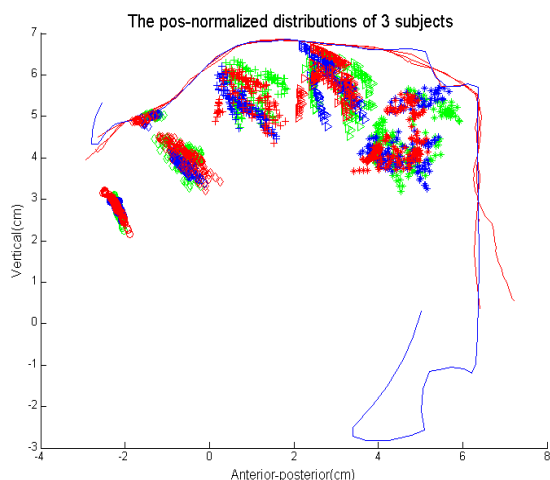 The pos-normalized distributions of 3 subjects
7
6
5
4
3
2
1
0
-1
-2
-3
Vertical(cm)
-4 -2 0 2 4 6 8
Anterior-posterior(cm)